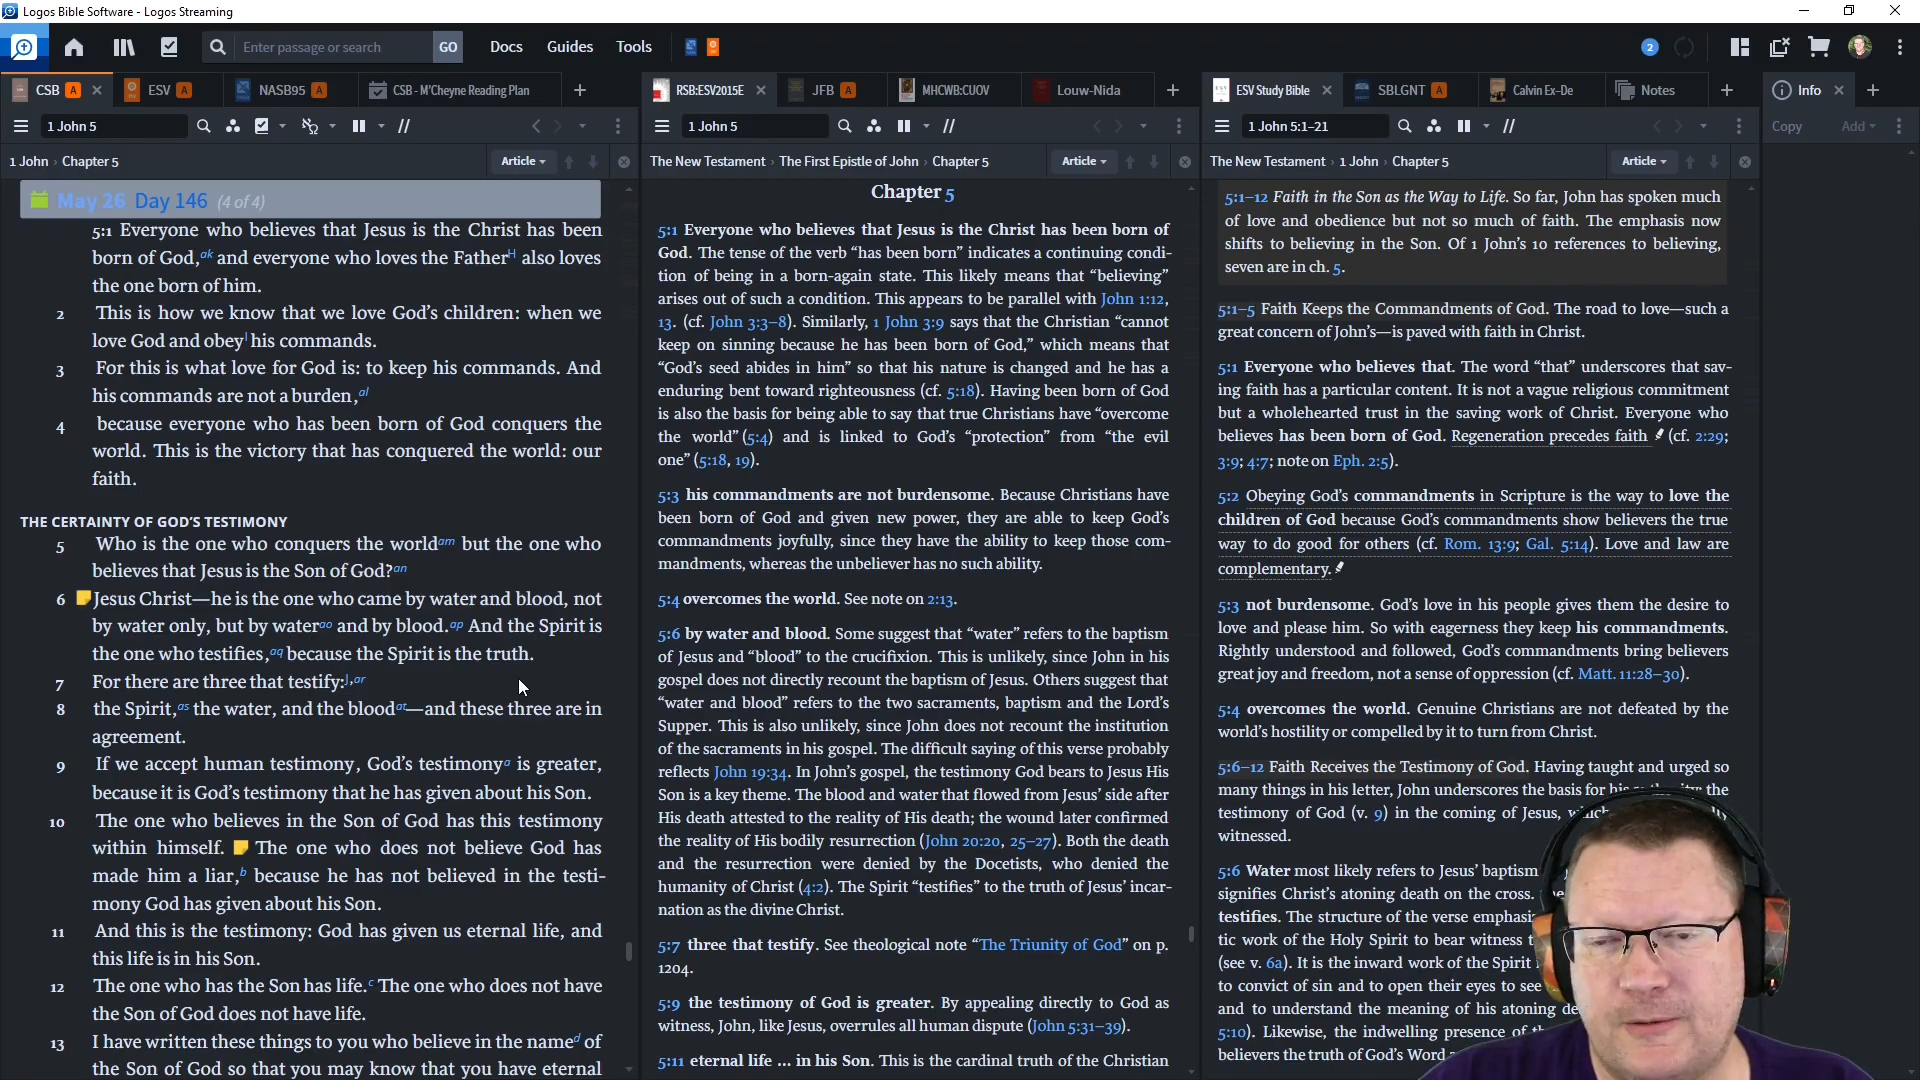 Logos Bible Software - Logos Streaming
Enter passage or search
GO
Docs
Guides
Tools
2
CSB A
ESV A
NASB95 A
CSB - M'Cheyne Reading Plan
RSB:ESV2015E
JFB A
MHCWB:CUOV
Louw-Nida
ESV Study Bible
SBLGNT A
Calvin Ex–De
Notes
Info
1 John 5
1 John 5
1 John 5:1–21
Copy
Add
1 John › Chapter 5
Article
The New Testament › The First Epistle of John › Chapter 5
Article
The New Testament › 1 John › Chapter 5
Article
May 26 Day 146 (4 of 4)
5:1 Everyone who believes that Jesus is the Christ has been
born of God,ak and everyone who loves the FatherH also loves
the one born of him.
2 This is how we know that we love God’s children: when we
love God and obeyI his commands.
3 For this is what love for God is: to keep his commands. And
his commands are not a burden,al
4 because everyone who has been born of God conquers the
world. This is the victory that has conquered the world: our
faith.
THE CERTAINTY OF GOD’S TESTIMONY
5 Who is the one who conquers the worldam but the one who
believes that Jesus is the Son of God?an
6 Jesus Christ—he is the one who came by water and blood, not
by water only, but by waterao and by blood.ap And the Spirit is
the one who testifies,aq because the Spirit is the truth.
7 For there are three that testify:J,ar
8 the Spirit,as the water, and the bloodat—and these three are in
agreement.
9 If we accept human testimony, God’s testimonya is greater,
because it is God’s testimony that he has given about his Son.
10 The one who believes in the Son of God has this testimony
within himself. The one who does not believe God has
made him a liar,b because he has not believed in the testi-
mony God has given about his Son.
11 And this is the testimony: God has given us eternal life, and
this life is in his Son.
12 The one who has the Son has life.c The one who does not have
the Son of God does not have life.
13 I have written these things to you who believe in the named of
the Son of God so that you may know that you have eternal
Chapter 5
5:1 Everyone who believes that Jesus is the Christ has been born of
God. The tense of the verb “has been born” indicates a continuing condi-
tion of being in a born-again state. This likely means that “believing”
arises out of such a condition. This appears to be parallel with John 1:12,
13. (cf. John 3:3–8). Similarly, 1 John 3:9 says that the Christian “cannot
keep on sinning because he has been born of God,” which means that
“God’s seed abides in him” so that his nature is changed and he has a
enduring bent toward righteousness (cf. 5:18). Having been born of God
is also the basis for being able to say that true Christians have “overcome
the world” (5:4) and is linked to God’s “protection” from “the evil
one” (5:18, 19).
5:3 his commandments are not burdensome. Because Christians have
been born of God and given new power, they are able to keep God’s
commandments joyfully, since they have the ability to keep those com-
mandments, whereas the unbeliever has no such ability.
5:4 overcomes the world. See note on 2:13.
5:6 by water and blood. Some suggest that “water” refers to the baptism
of Jesus and “blood” to the crucifixion. This is unlikely, since John in his
gospel does not directly recount the baptism of Jesus. Others suggest that
“water and blood” refers to the two sacraments, baptism and the Lord’s
Supper. This is also unlikely, since John does not recount the institution
of the sacraments in his gospel. The difficult saying of this verse probably
reflects John 19:34. In John’s gospel, the testimony God bears to Jesus His
Son is a key theme. The blood and water that flowed from Jesus’ side after
His death attested to the reality of His death; the wound later confirmed
the reality of His bodily resurrection (John 20:20, 25–27). Both the death
and the resurrection were denied by the Docetists, who denied the
humanity of Christ (4:2). The Spirit “testifies” to the truth of Jesus’ incar-
nation as the divine Christ.
5:7 three that testify. See theological note “The Triunity of God” on p.
1204.
5:9 the testimony of God is greater. By appealing directly to God as
witness, John, like Jesus, overrules all human dispute (John 5:31–39).
5:11 eternal life ... in his Son. This is the cardinal truth of the Christian
5:1–12 Faith in the Son as the Way to Life. So far, John has spoken much
of love and obedience but not so much of faith. The emphasis now
shifts to believing in the Son. Of 1 John’s 10 references to believing,
seven are in ch. 5.
5:1–5 Faith Keeps the Commandments of God. The road to love—such a
great concern of John’s—is paved with faith in Christ.
5:1 Everyone who believes that. The word “that” underscores that sav-
ing faith has a particular content. It is not a vague religious commitment
but a wholehearted trust in the saving work of Christ. Everyone who
believes has been born of God. Regeneration precedes faith (cf. 2:29;
3:9; 4:7; note on Eph. 2:5).
5:2 Obeying God’s commandments in Scripture is the way to love the
children of God because God’s commandments show believers the true
way to do good for others (cf. Rom. 13:9; Gal. 5:14). Love and law are
complementary.
5:3 not burdensome. God’s love in his people gives them the desire to
love and please him. So with eagerness they keep his commandments.
Rightly understood and followed, God’s commandments bring believers
great joy and freedom, not a sense of oppression (cf. Matt. 11:28–30).
5:4 overcomes the world. Genuine Christians are not defeated by the
world’s hostility or compelled by it to turn from Christ.
5:6–12 Faith Receives the Testimony of God. Having taught and urged so
many things in his letter, John underscores the basis for his the
testimony of God (v. 9) in the coming of Jesus,
witnessed.
5:6 Water most likely refers to Jesus’ baptism
signifies Christ’s atoning death on the cross.
testifies. The structure of the verse
tic work of the Holy Spirit to bear witness
(see v. 6a). It is the inward work of the Spirit
to convict of sin and to open their eyes to see
and to understand the meaning of his atoning
5:10). Likewise, the indwelling presence of
believers the truth of God’s Word